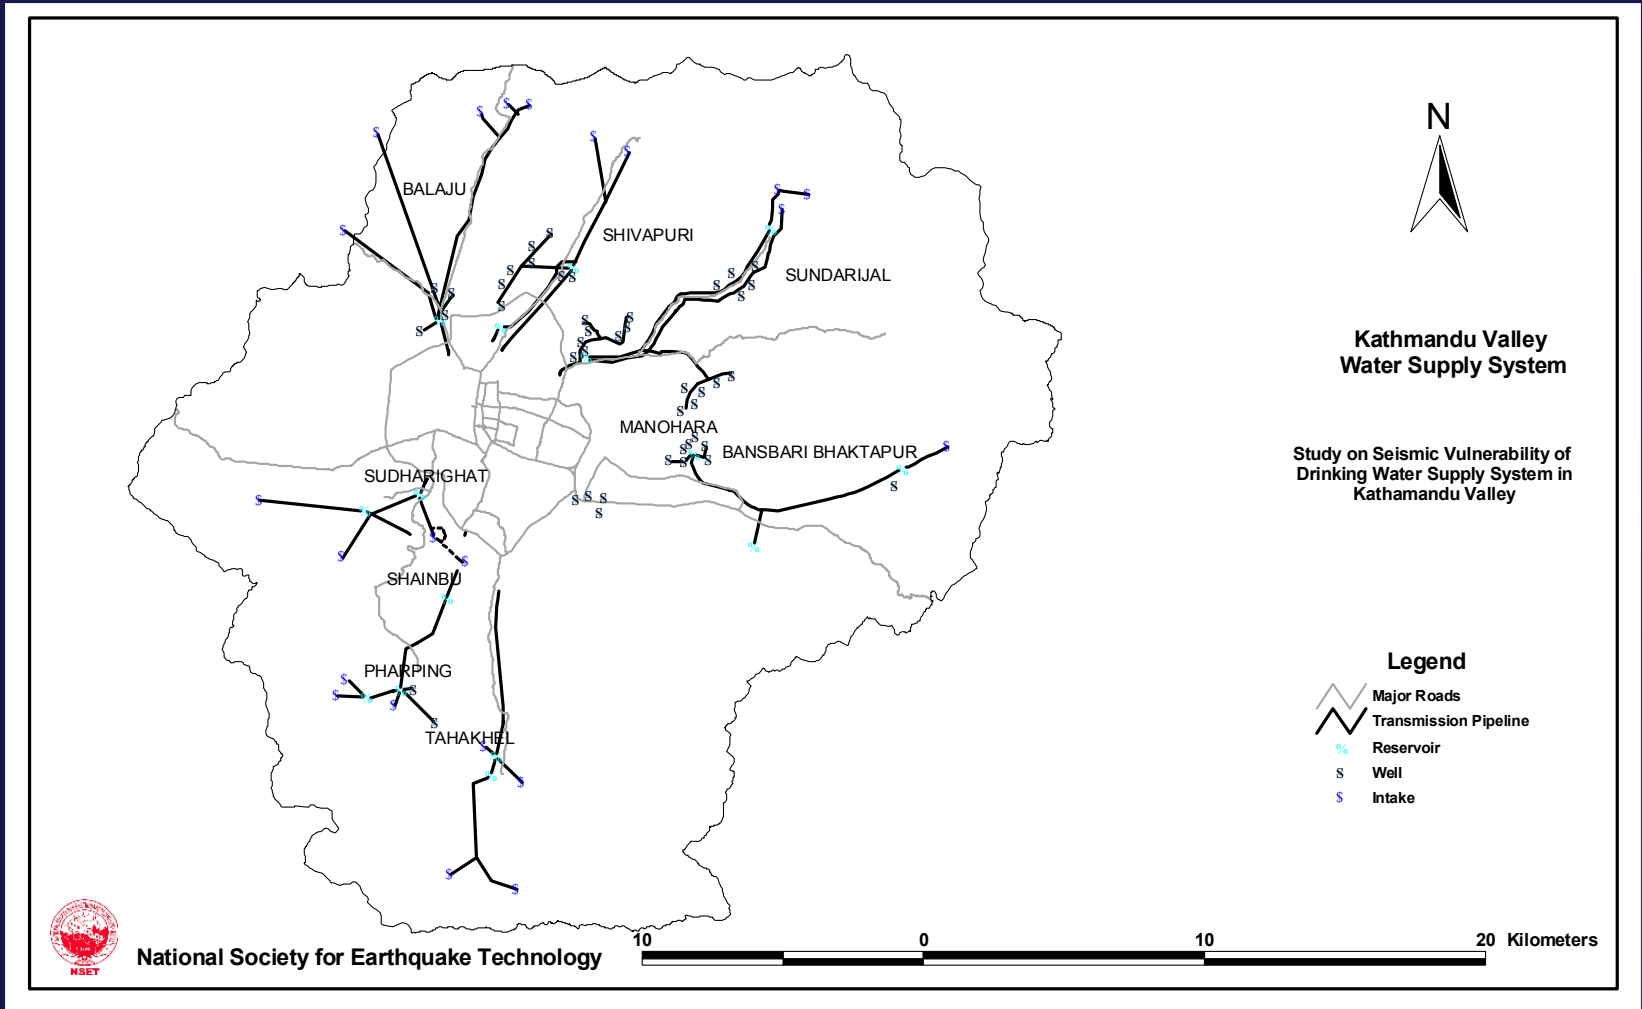 N
BALAJU
SHIVAPURI
SUNDARIJAL
Kathmandu Valley
Water Supply System
MANOHARA
BANSBARI BHAKTAPUR
SUDHARIGHAT
Study on Seismic Vulnerability of
Drinking Water Supply System in
Kathamandu Valley
SHAINBU
PHARPING
TAHAKHEL
Legend
Major Roads
Transmission Pipeline
% Reservoir
S Well
$ Intake
NSET
National Society for Earthquake Technology
10 0 10 20 Kilometers